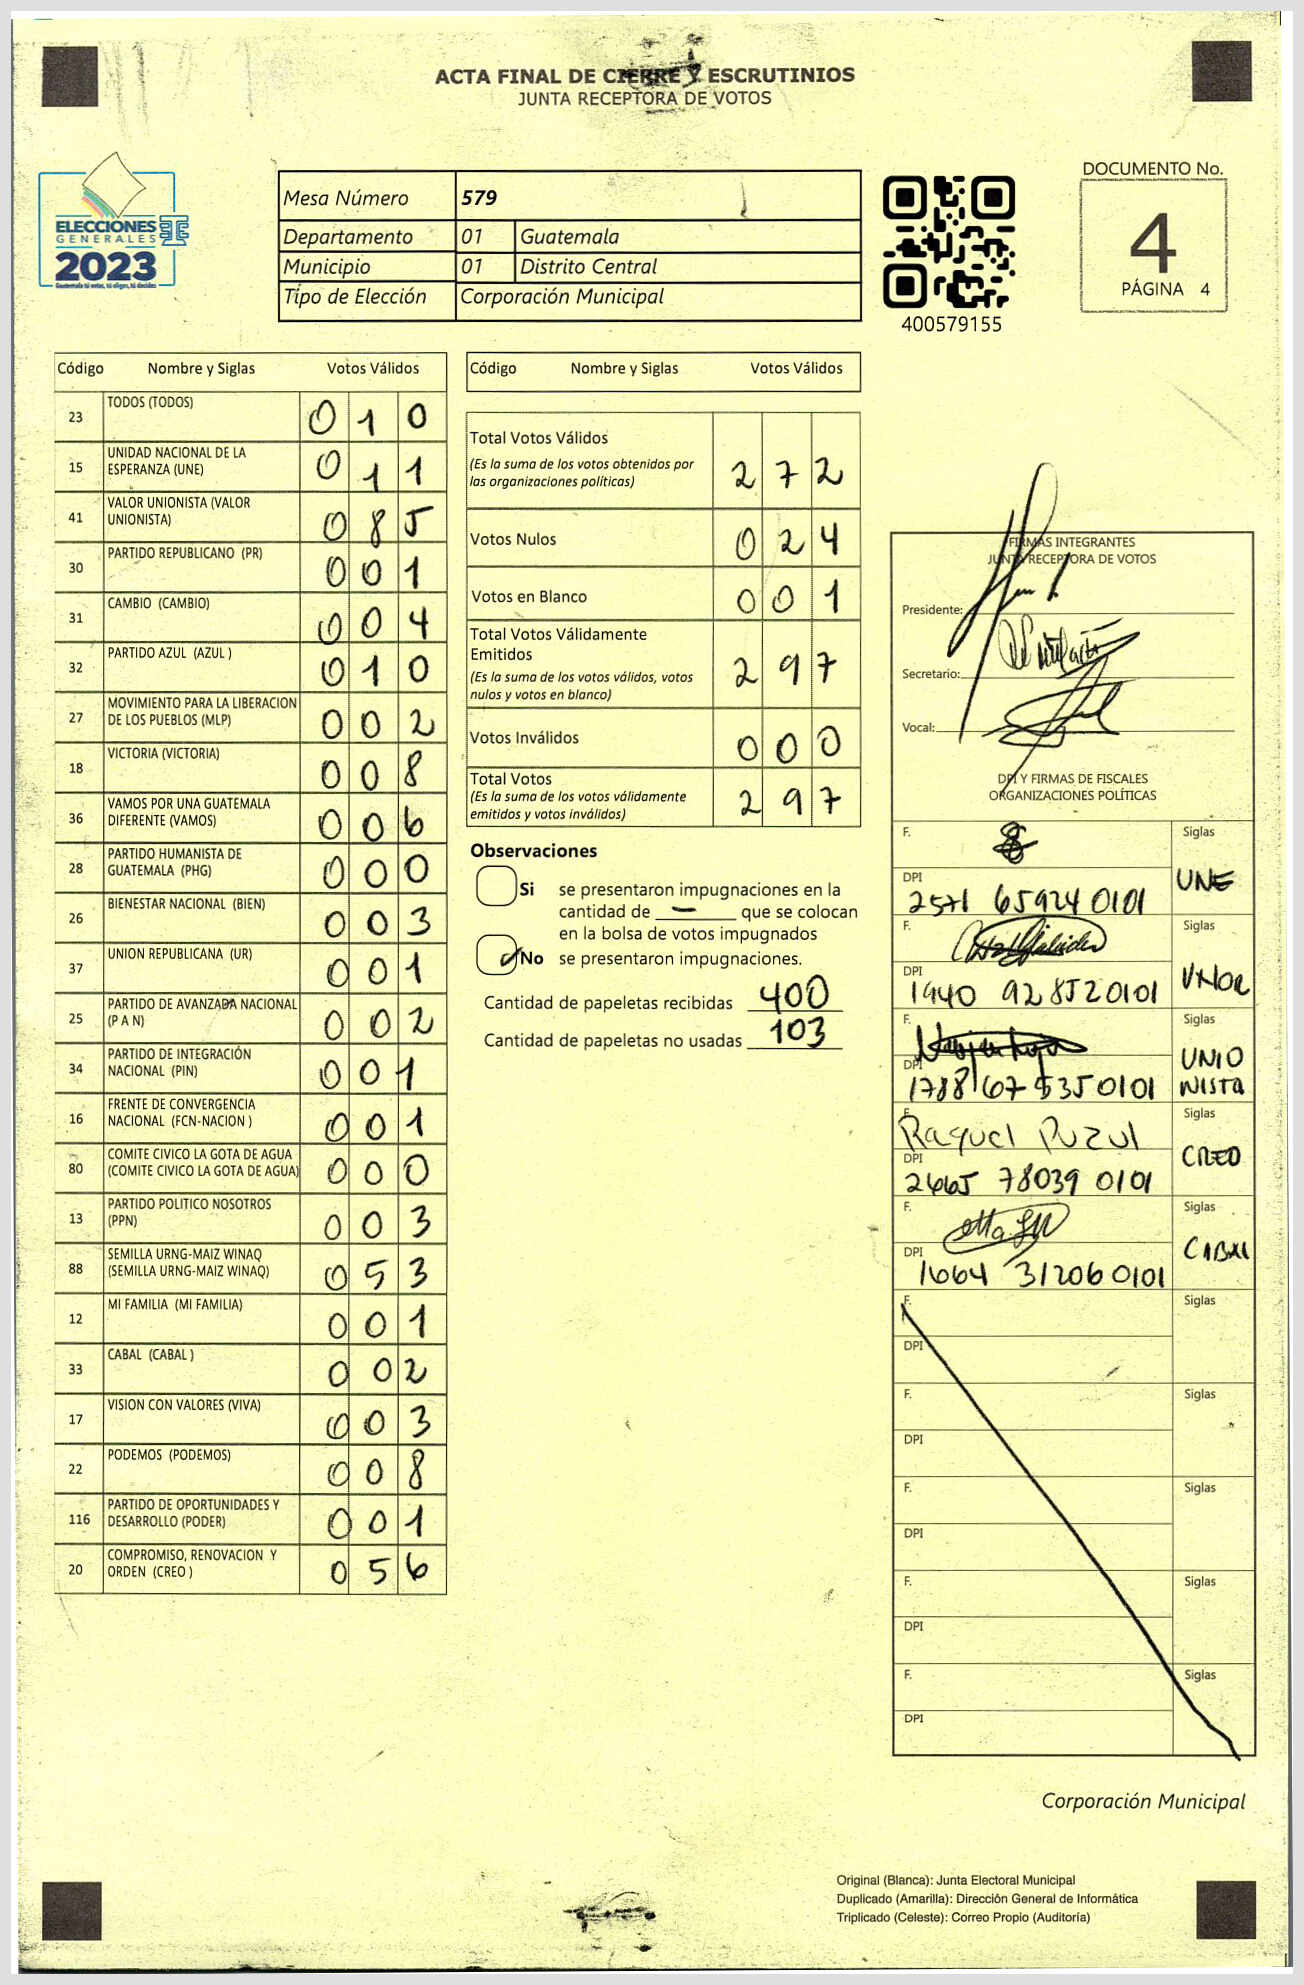 ACTA FINAL DE CIERRE Y ESCRUTINIOS
JUNTA RECEPTORA DE VOTOS
ELECCIONES
GENERALES
2023
Guatemala tú votas, tú eliges, tú decides
Mesa Número 579
Departamento 01 Guatemala
Municipio 01 Distrito Central
Tipo de Elección Corporación Municipal
400579155
DOCUMENTO No.
4
PÁGINA 4
Código Nombre y Siglas Votos Válidos
23 TODOS (TODOS) 0 1 0
15 UNIDAD NACIONAL DE LA ESPERANZA (UNE) 0 1 1
41 VALOR UNIONISTA (VALOR UNIONISTA) 0 8 5
30 PARTIDO REPUBLICANO (PR) 0 0 1
31 CAMBIO (CAMBIO) 0 0 4
32 PARTIDO AZUL (AZUL ) 0 1 0
27 MOVIMIENTO PARA LA LIBERACION DE LOS PUEBLOS (MLP) 0 0 2
18 VICTORIA (VICTORIA) 0 0 8
36 VAMOS POR UNA GUATEMALA DIFERENTE (VAMOS) 0 0 6
28 PARTIDO HUMANISTA DE GUATEMALA (PHG) 0 0 0
26 BIENESTAR NACIONAL (BIEN) 0 0 3
37 UNION REPUBLICANA (UR) 0 0 1
25 PARTIDO DE AVANZADA NACIONAL (P A N) 0 0 2
34 PARTIDO DE INTEGRACIÓN NACIONAL (PIN) 0 0 1
16 FRENTE DE CONVERGENCIA NACIONAL (FCN-NACION ) 0 0 1
80 COMITE CIVICO LA GOTA DE AGUA (COMITE CIVICO LA GOTA DE AGUA) 0 0 0
13 PARTIDO POLITICO NOSOTROS (PPN) 0 0 3
88 SEMILLA URNG-MAIZ WINAQ (SEMILLA URNG-MAIZ WINAQ) 0 5 3
12 MI FAMILIA (MI FAMILIA) 0 0 1
33 CABAL (CABAL ) 0 0 2
17 VISION CON VALORES (VIVA) 0 0 3
22 PODEMOS (PODEMOS) 0 0 8
116 PARTIDO DE OPORTUNIDADES Y DESARROLLO (PODER) 0 0 1
20 COMPROMISO, RENOVACION Y ORDEN (CREO ) 0 5 6
Código Nombre y Siglas Votos Válidos
Total Votos Válidos
(Es la suma de los votos obtenidos por
las organizaciones políticas) 2 7 2
Votos Nulos 0 2 4
Votos en Blanco 0 0 1
Total Votos Válidamente
Emitidos
(Es la suma de los votos válidos, votos
nulos y votos en blanco) 2 9 7
Votos Inválidos 0 0 0
Total Votos
(Es la suma de los votos válidamente
emitidos y votos inválidos) 2 9 7
Observaciones
Si se presentaron impugnaciones en la
cantidad de — que se colocan
en la bolsa de votos impugnados
No se presentaron impugnaciones.
Cantidad de papeletas recibidas 400
Cantidad de papeletas no usadas 103
FIRMAS INTEGRANTES
JUNTA RECEPTORA DE VOTOS
Presidente:
Secretario:
Vocal:
DPI Y FIRMAS DE FISCALES
ORGANIZACIONES POLÍTICAS
F. Siglas
UNE
DPI
2571 65924 0101
F. Siglas
VALOR
DPI
1940 92852 0101
F. Siglas
UNIO
NISTA
DPI
1788 67535 0101
F. Siglas
Raquel Puzul
CREO
DPI
2665 78039 0101
F. Siglas
CABAL
DPI
1664 31206 0101
F. Siglas
DPI
F. Siglas
DPI
F. Siglas
DPI
F. Siglas
DPI
F. Siglas
DPI
Corporación Municipal
Original (Blanca): Junta Electoral Municipal
Duplicado (Amarilla): Dirección General de Informática
Triplicado (Celeste): Correo Propio (Auditoría)